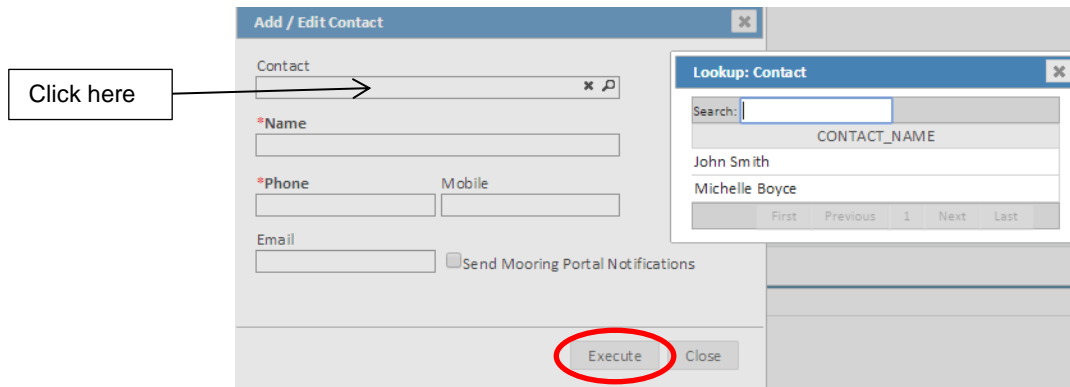 Add / Edit Contact
Click here
Contact
*Name
*Phone Mobile
Email
Send Mooring Portal Notifications
Execute Close
Lookup: Contact
Search:
CONTACT_NAME
John Smith
Michelle Boyce
First Previous 1 Next Last